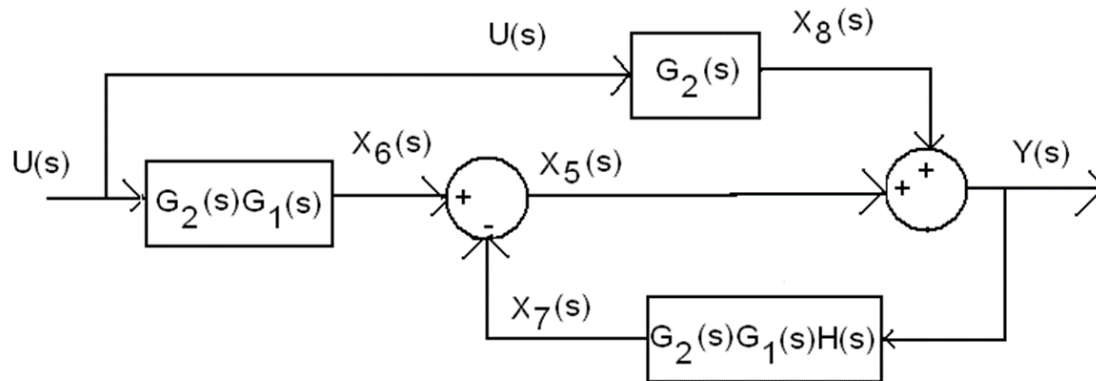 U(s)
X8(s)
G2(s)
U(s)
X6(s)
X5(s)
Y(s)
G2(s)G1(s)
+
-
+
+
X7(s)
G2(s)G1(s)H(s)